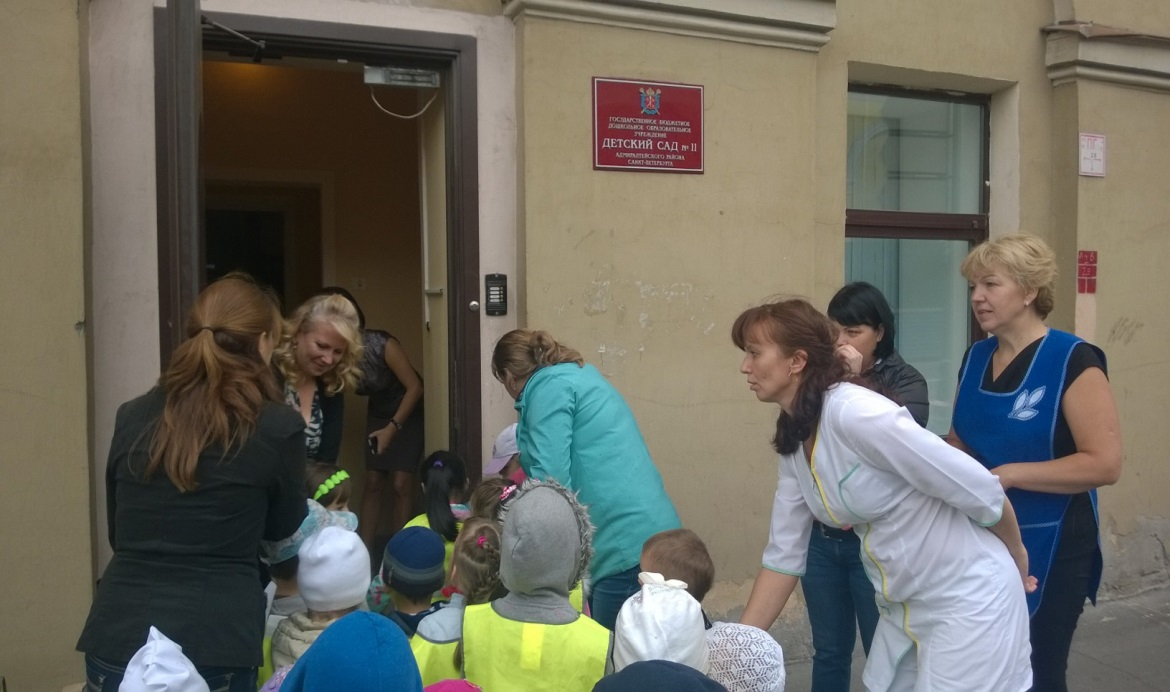 ГОСУДАРСТВЕННОЕ БЮДЖЕТНОЕ
ДОШКОЛЬНОЕ ОБРАЗОВАТЕЛЬНОЕ
УЧРЕЖДЕНИЕ
ДЕТСКИЙ САД № 11
АДМИРАЛТЕЙСКОГО РАЙОНА
САНКТ-ПЕТЕРБУРГА